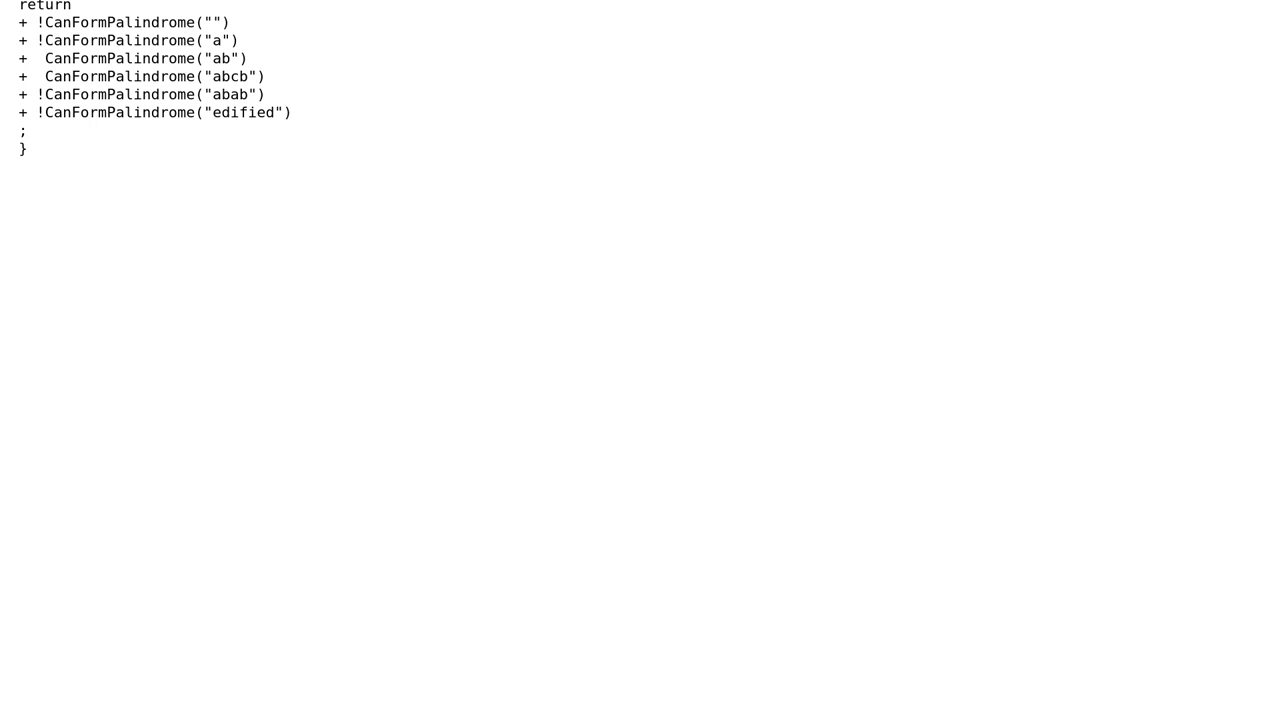 return
+ !CanFormPalindrome("")
+ !CanFormPalindrome("a")
+  CanFormPalindrome("ab")
+  CanFormPalindrome("abcb")
+ !CanFormPalindrome("abab")
+ !CanFormPalindrome("edified")
;
}